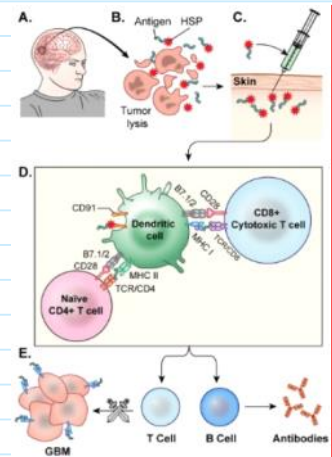 A.
B.
Antigen
HSP
Tumor
lysis
C.
Skin
D.
CD91
Dendritic
cell
B7.1/2
CD28
CD8+
Cytotoxic T cell
MHC I
TCR/CD8
B7.1/2
CD28
MHC II
TCR/CD4
Naïve
CD4+ T cell
E.
GBM
T Cell
B Cell
Antibodies